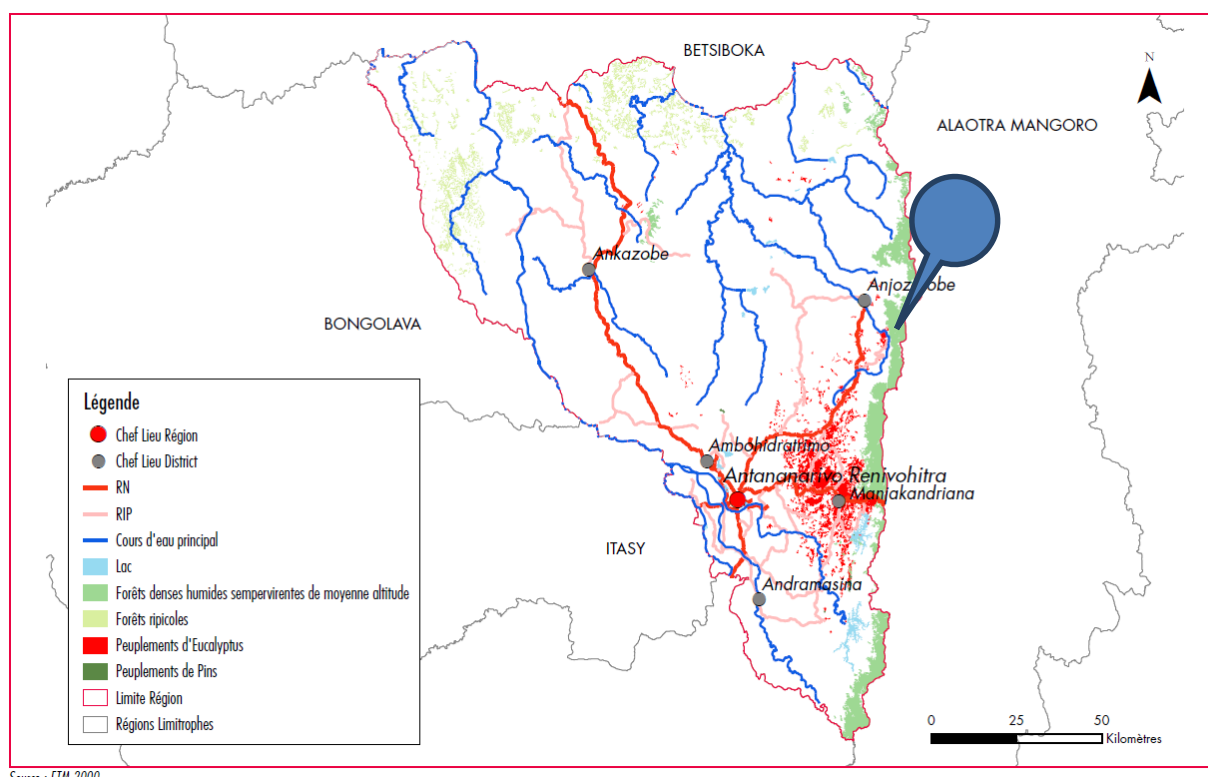 BETSIBOKA
N
ALAOTRA MANGORO
Ankazobe
Anjozobe
BONGOLAVA
Légende
Chef Lieu Région
Chef Lieu District
RN
RIP
Cours d'eau principal
Lac
Forêts denses humides sempervirentes de moyenne altitude
Forêts ripicoles
Peuplements d'Eucalyptus
Peuplements de Pins
Limite Région
Régions Limitrophes
Ambohidratrimo
Antananarivo Renivohitra
Manjakandriana
ITASY
Andramasina
0 25 50
Kilomètres